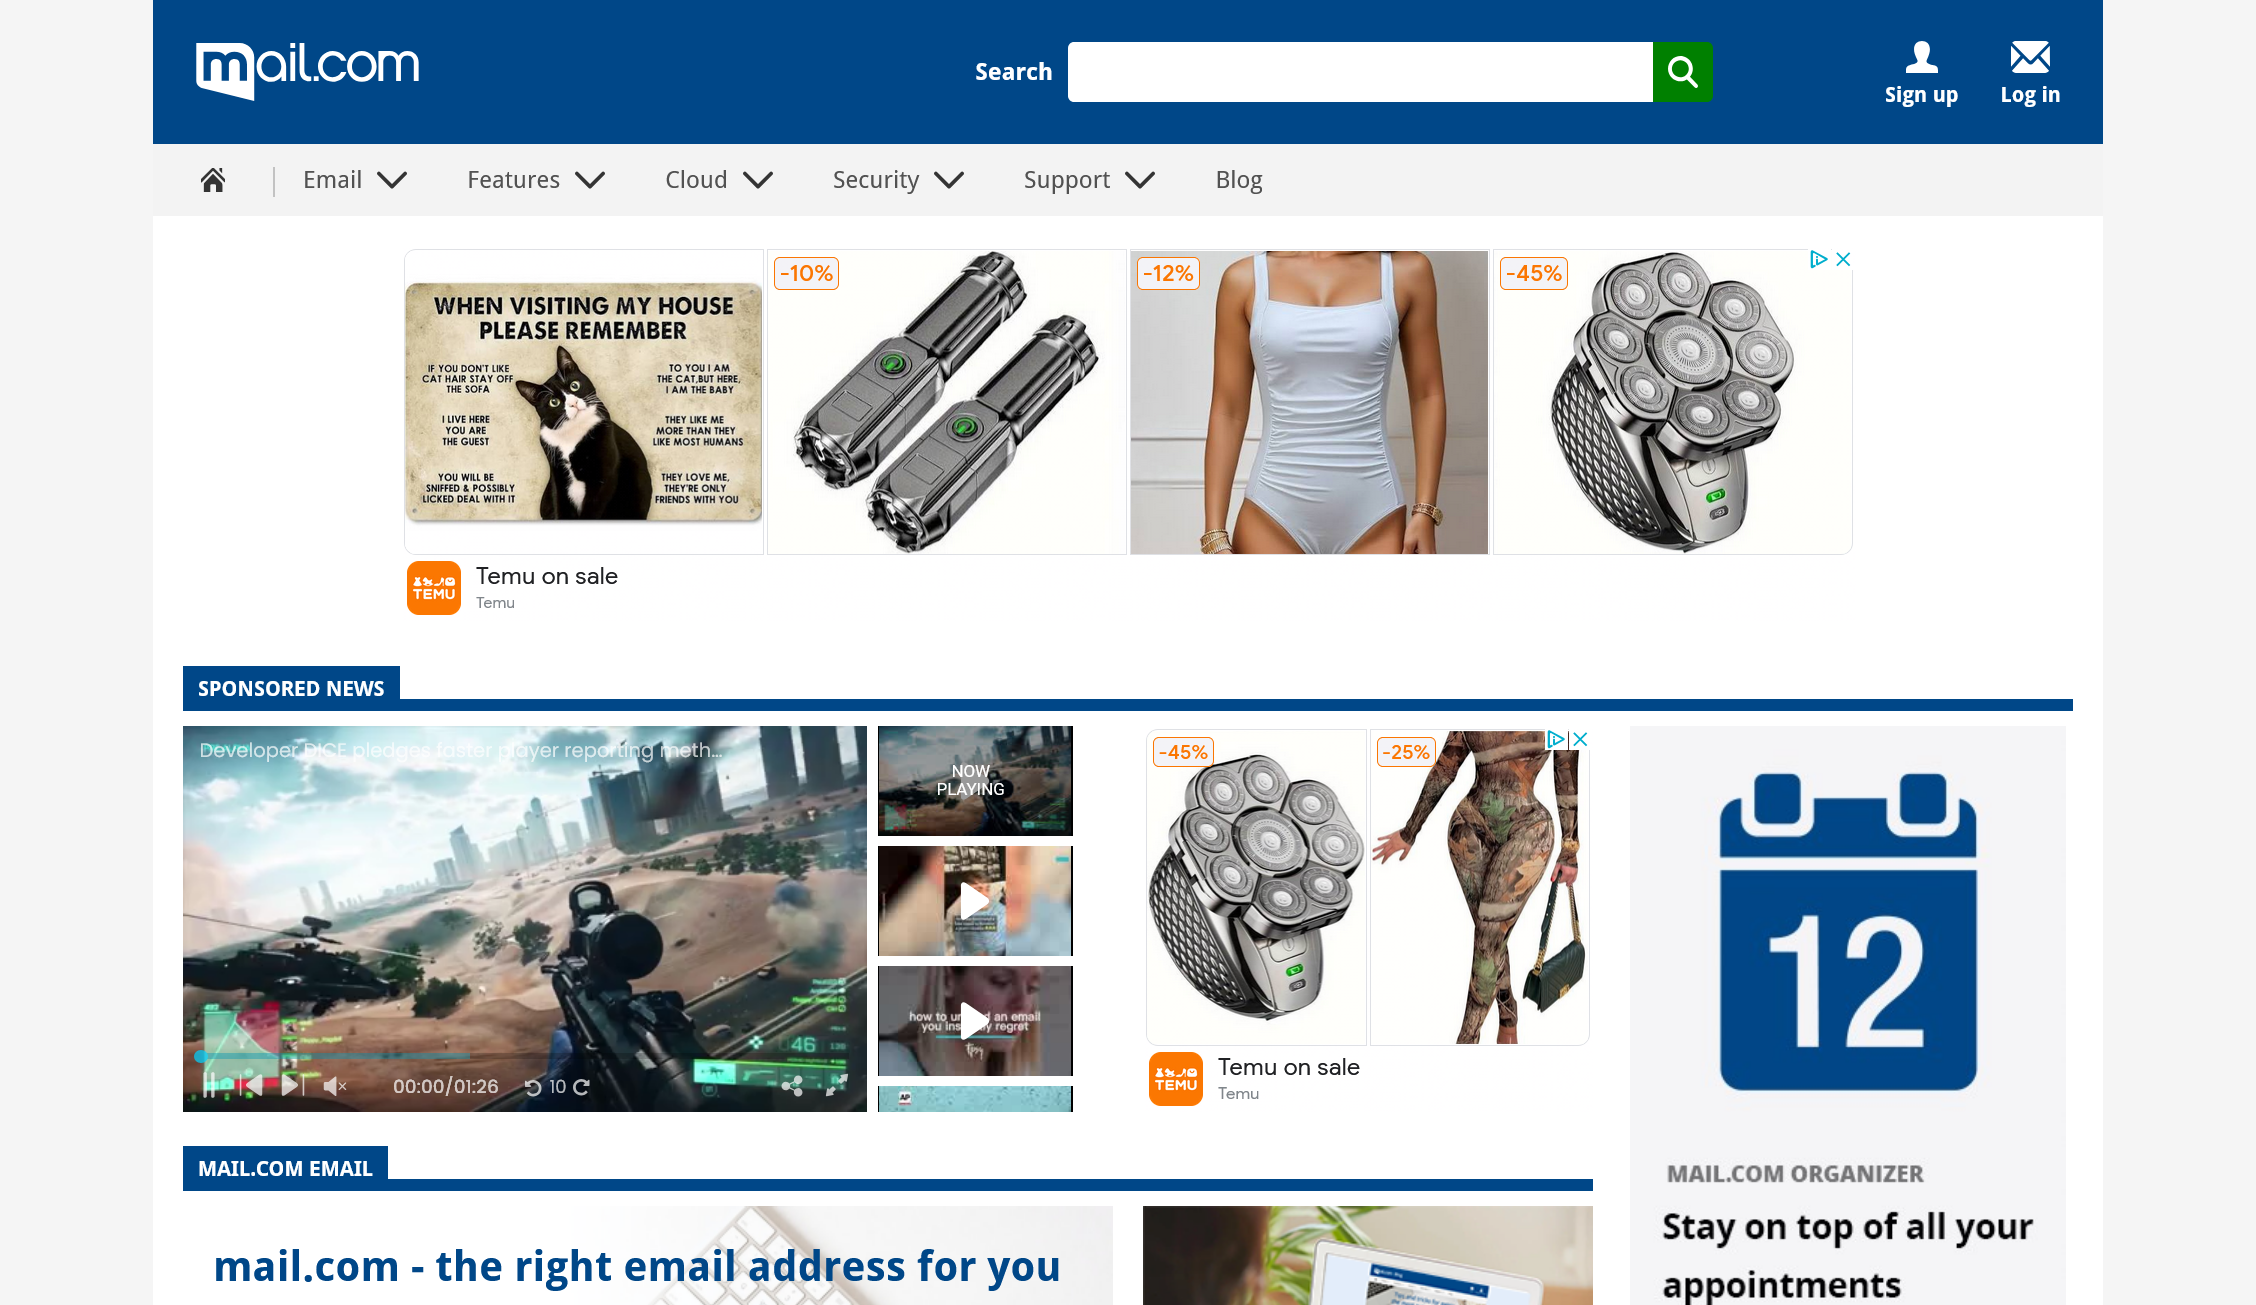 mail.com
Search
Sign up
Log in
Email
Features
Cloud
Security
Support
Blog
WHEN VISITING MY HOUSE
PLEASE REMEMBER
IF YOU DON'T LIKE
CAT HAIR STAY OFF
THE SOFA
TO YOU I AM
THE CAT, BUT HERE,
I AM THE BABY
I LIVE HERE
YOU ARE
THE GUEST
THEY LIKE ME
MORE THAN THEY
LIKE MOST HUMANS
YOU WILL BE
SNIFFED & POSSIBLY
LICKED DEAL WITH IT
THEY LOVE ME,
THEY'RE ONLY
FRIENDS WITH YOU
-10%
-12%
-45%
TEMU
Temu on sale
Temu
SPONSORED NEWS
Developer DICE pledges faster player reporting meth...
46
00:00/01:26
10
NOW
PLAYING
how to unsend an email
you instantly regret
tipsy
AP
-45%
-25%
TEMU
Temu on sale
Temu
12
MAIL.COM ORGANIZER
Stay on top of all your
appointments
MAIL.COM EMAIL
mail.com - the right email address for you